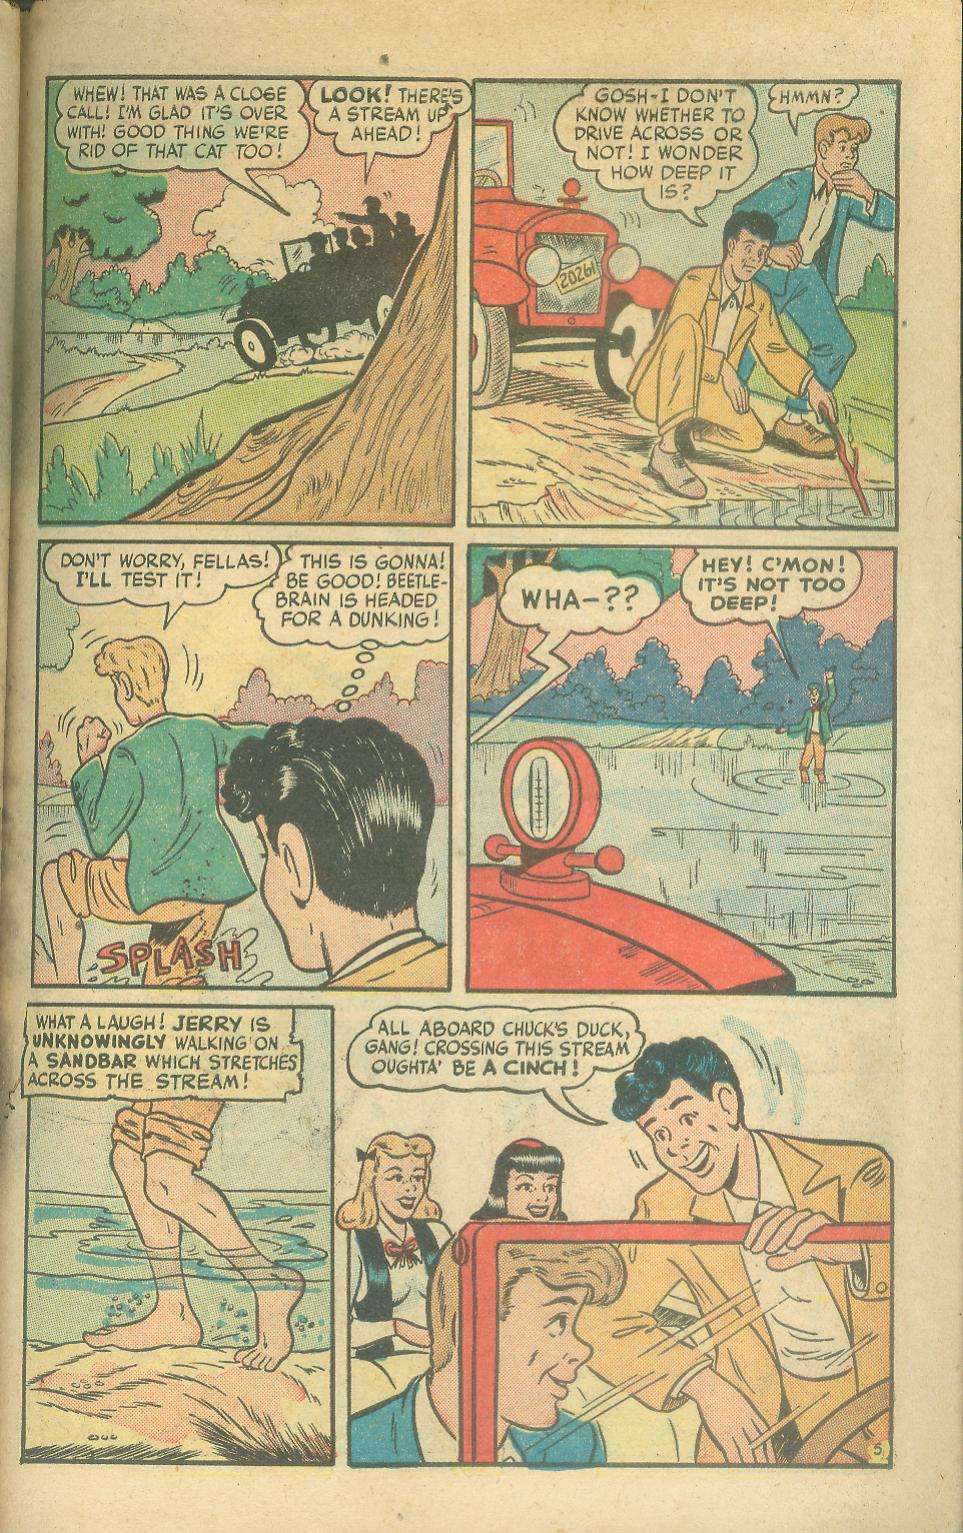 WHEW! THAT WAS A CLOSE
CALL! I'M GLAD IT'S OVER
WITH! GOOD THING WE'RE
RID OF THAT CAT TOO!
LOOK! THERE'S
A STREAM UP
AHEAD!
GOSH-I DON'T
KNOW WHETHER TO
DRIVE ACROSS OR
NOT! I WONDER
HOW DEEP IT
IS?
HMMN?
20261
DON'T WORRY, FELLAS!
I'LL TEST IT!
THIS IS GONNA!
BE GOOD! BEETLE-
BRAIN IS HEADED
FOR A DUNKING!
SPLASH
WHA-??
HEY! C'MON!
IT'S NOT TOO
DEEP!
WHAT A LAUGH! JERRY IS
UNKNOWINGLY WALKING ON
A SANDBAR WHICH STRETCHES
ACROSS THE STREAM!
ALL ABOARD CHUCK'S DUCK,
GANG! CROSSING THIS STREAM
OUGHTA' BE A CINCH!
5